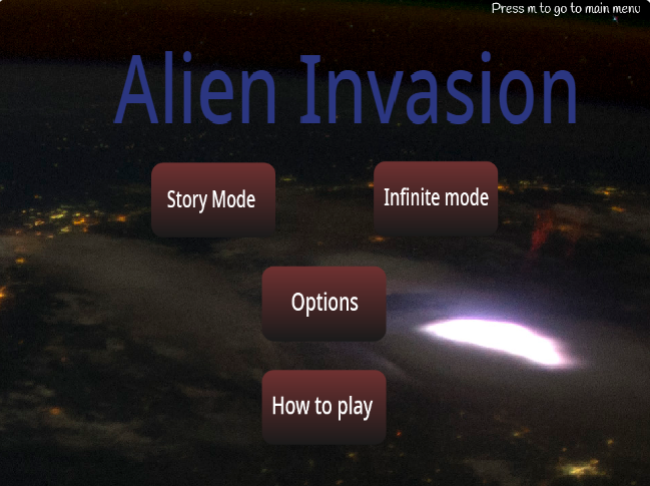 Press m to go to main menu
Alien Invasion
Story Mode
Infinite mode
Options
How to play